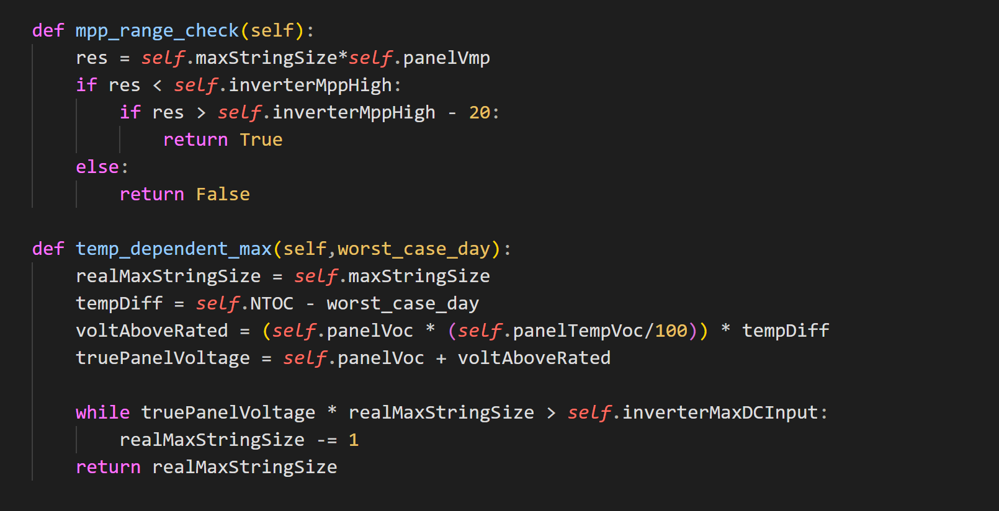 def mpp_range_check(self):
    res = self.maxStringSize*self.panelVmp
    if res < self.inverterMppHigh:
        if res > self.inverterMppHigh - 20:
            return True
    else:
        return False

def temp_dependent_max(self,worst_case_day):
    realMaxStringSize = self.maxStringSize
    tempDiff = self.NTOC - worst_case_day
    voltAboveRated = (self.panelVoc * (self.panelTempVoc/100)) * tempDiff
    truePanelVoltage = self.panelVoc + voltAboveRated

    while truePanelVoltage * realMaxStringSize > self.inverterMaxDCInput:
        realMaxStringSize -= 1
    return realMaxStringSize